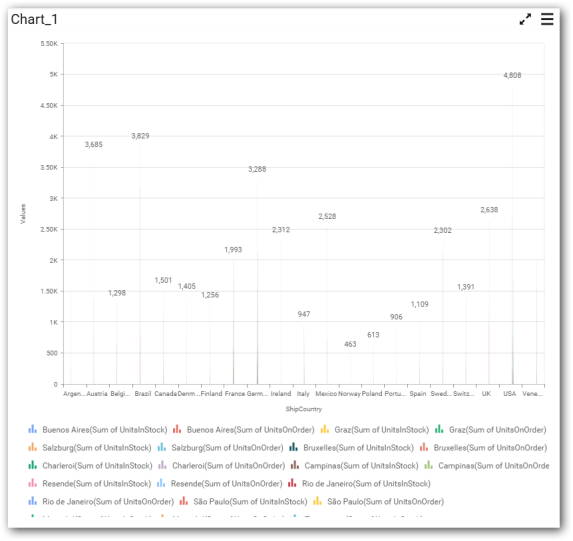 Chart_1
5.50K
5K
4,808
4.50K
4K
3,829
3,685
3.50K
3,288
3K
2,638
2,528
2.50K
2,312
2,302
Values
1,993
2K
1,501
1,405
1,391
1.50K
1,298
1,256
1,109
947
906
1K
613
463
500
0
Argen... Austria Belgi... Brazil Canada Denm... Finland France Germ... Ireland Italy Mexico Norway Poland Portu... Spain Swed... Switz... UK USA Vene...
ShipCountry
Buenos Aires(Sum of UnitsInStock) Buenos Aires(Sum of UnitsOnOrder) Graz(Sum of UnitsInStock) Graz(Sum of UnitsOnOrder)
Salzburg(Sum of UnitsInStock) Salzburg(Sum of UnitsOnOrder) Bruxelles(Sum of UnitsInStock) Bruxelles(Sum of UnitsOnOrder)
Charleroi(Sum of UnitsInStock) Charleroi(Sum of UnitsOnOrder) Campinas(Sum of UnitsInStock) Campinas(Sum of UnitsOnOrde
Resende(Sum of UnitsInStock) Resende(Sum of UnitsOnOrder) Rio de Janeiro(Sum of UnitsInStock)
Rio de Janeiro(Sum of UnitsOnOrder) São Paulo(Sum of UnitsInStock) São Paulo(Sum of UnitsOnOrder)